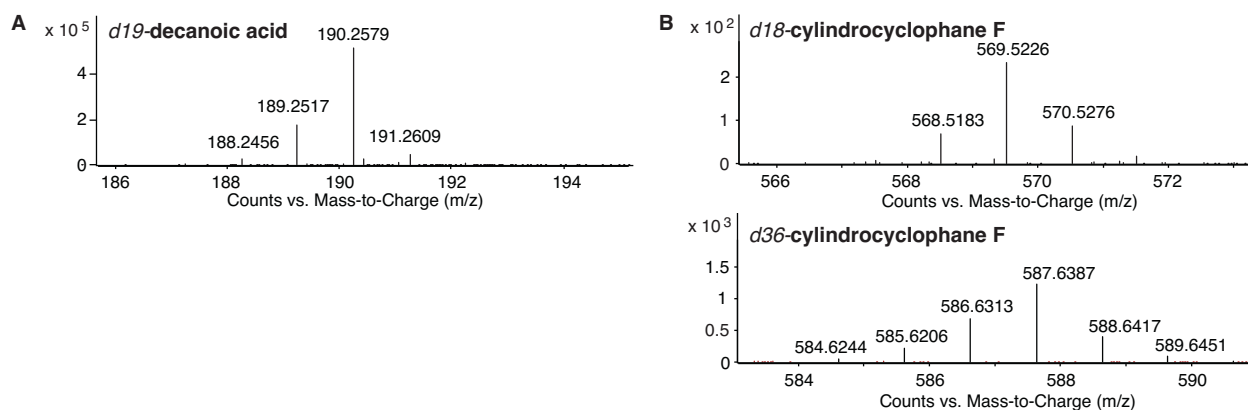 A
d19-decanoic acid
x 10^5
4
2
0
190.2579
189.2517
188.2456
191.2609
186 188 190 192 194
Counts vs. Mass-to-Charge (m/z)
B
d18-cylindrocyclophane F
x 10^2
2
1
0
569.5226
568.5183
570.5276
566 568 570 572
Counts vs. Mass-to-Charge (m/z)
d36-cylindrocyclophane F
x 10^3
1.5
1
0.5
0
587.6387
586.6313
585.6206
584.6244
588.6417
589.6451
584 586 588 590
Counts vs. Mass-to-Charge (m/z)